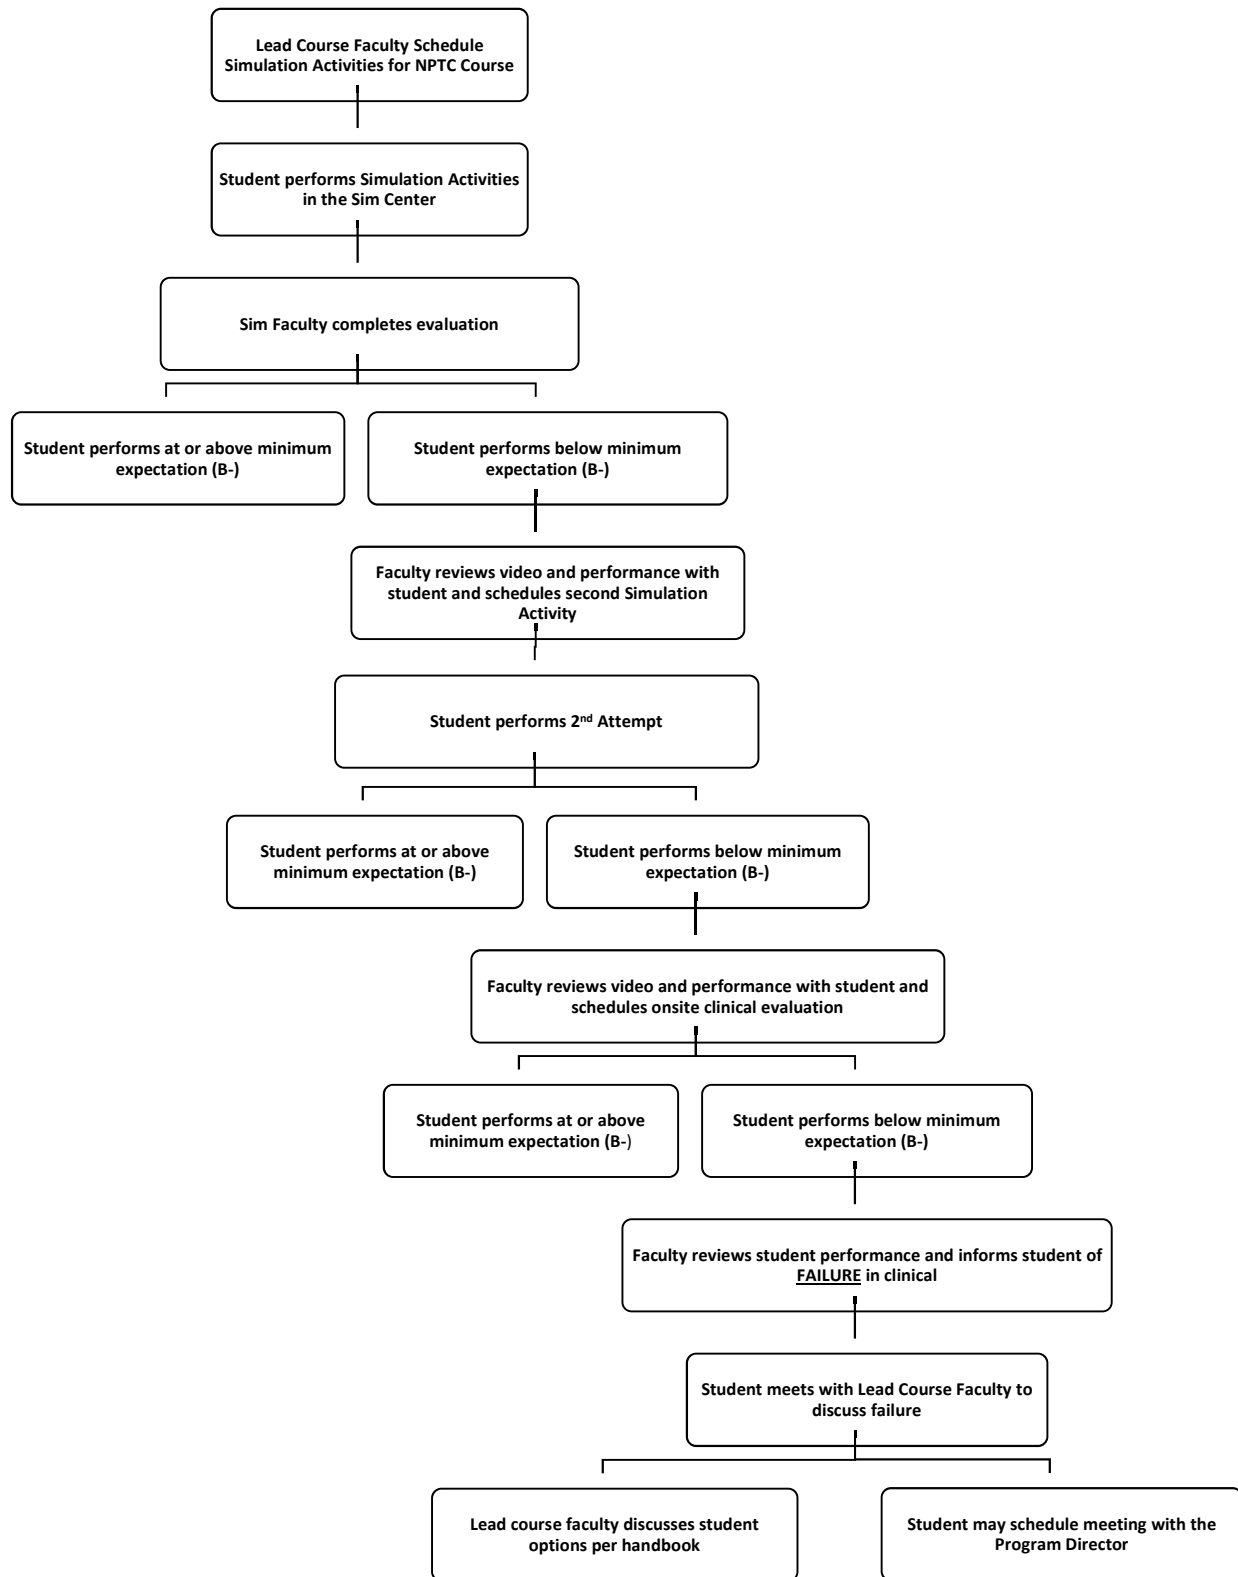 Lead Course Faculty Schedule
Simulation Activities for NPTC Course
Student performs Simulation Activities
in the Sim Center
Sim Faculty completes evaluation
Student performs at or above minimum
expectation (B-)
Student performs below minimum
expectation (B-)
Faculty reviews video and performance with
student and schedules second Simulation
Activity
Student performs 2nd Attempt
Student performs at or above
minimum expectation (B-)
Student performs below minimum
expectation (B-)
Faculty reviews video and performance with student and
schedules onsite clinical evaluation
Student performs at or above
minimum expectation (B-)
Student performs below minimum
expectation (B-)
Faculty reviews student performance and informs student of
FAILURE in clinical
Student meets with Lead Course Faculty to
discuss failure
Lead course faculty discusses student
options per handbook
Student may schedule meeting with the
Program Director